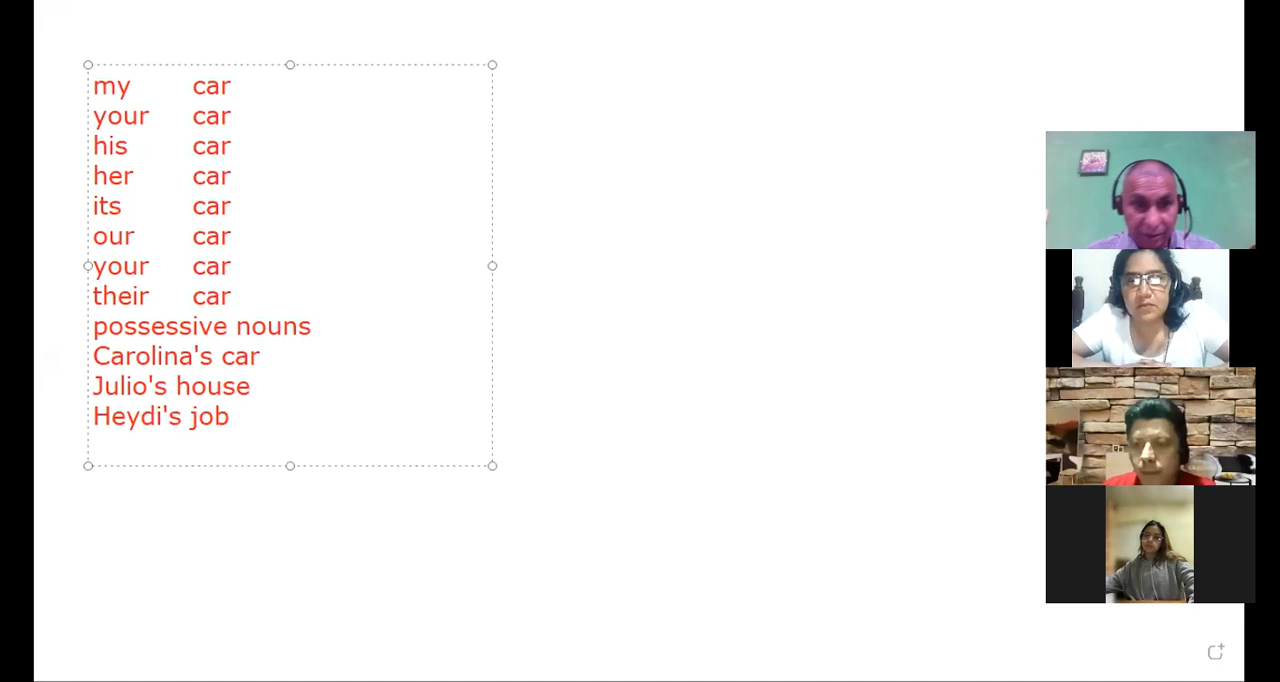 my car
your car
his car
her car
its car
our car
your car
their car
possessive nouns
Carolina's car
Julio's house
Heydi's job